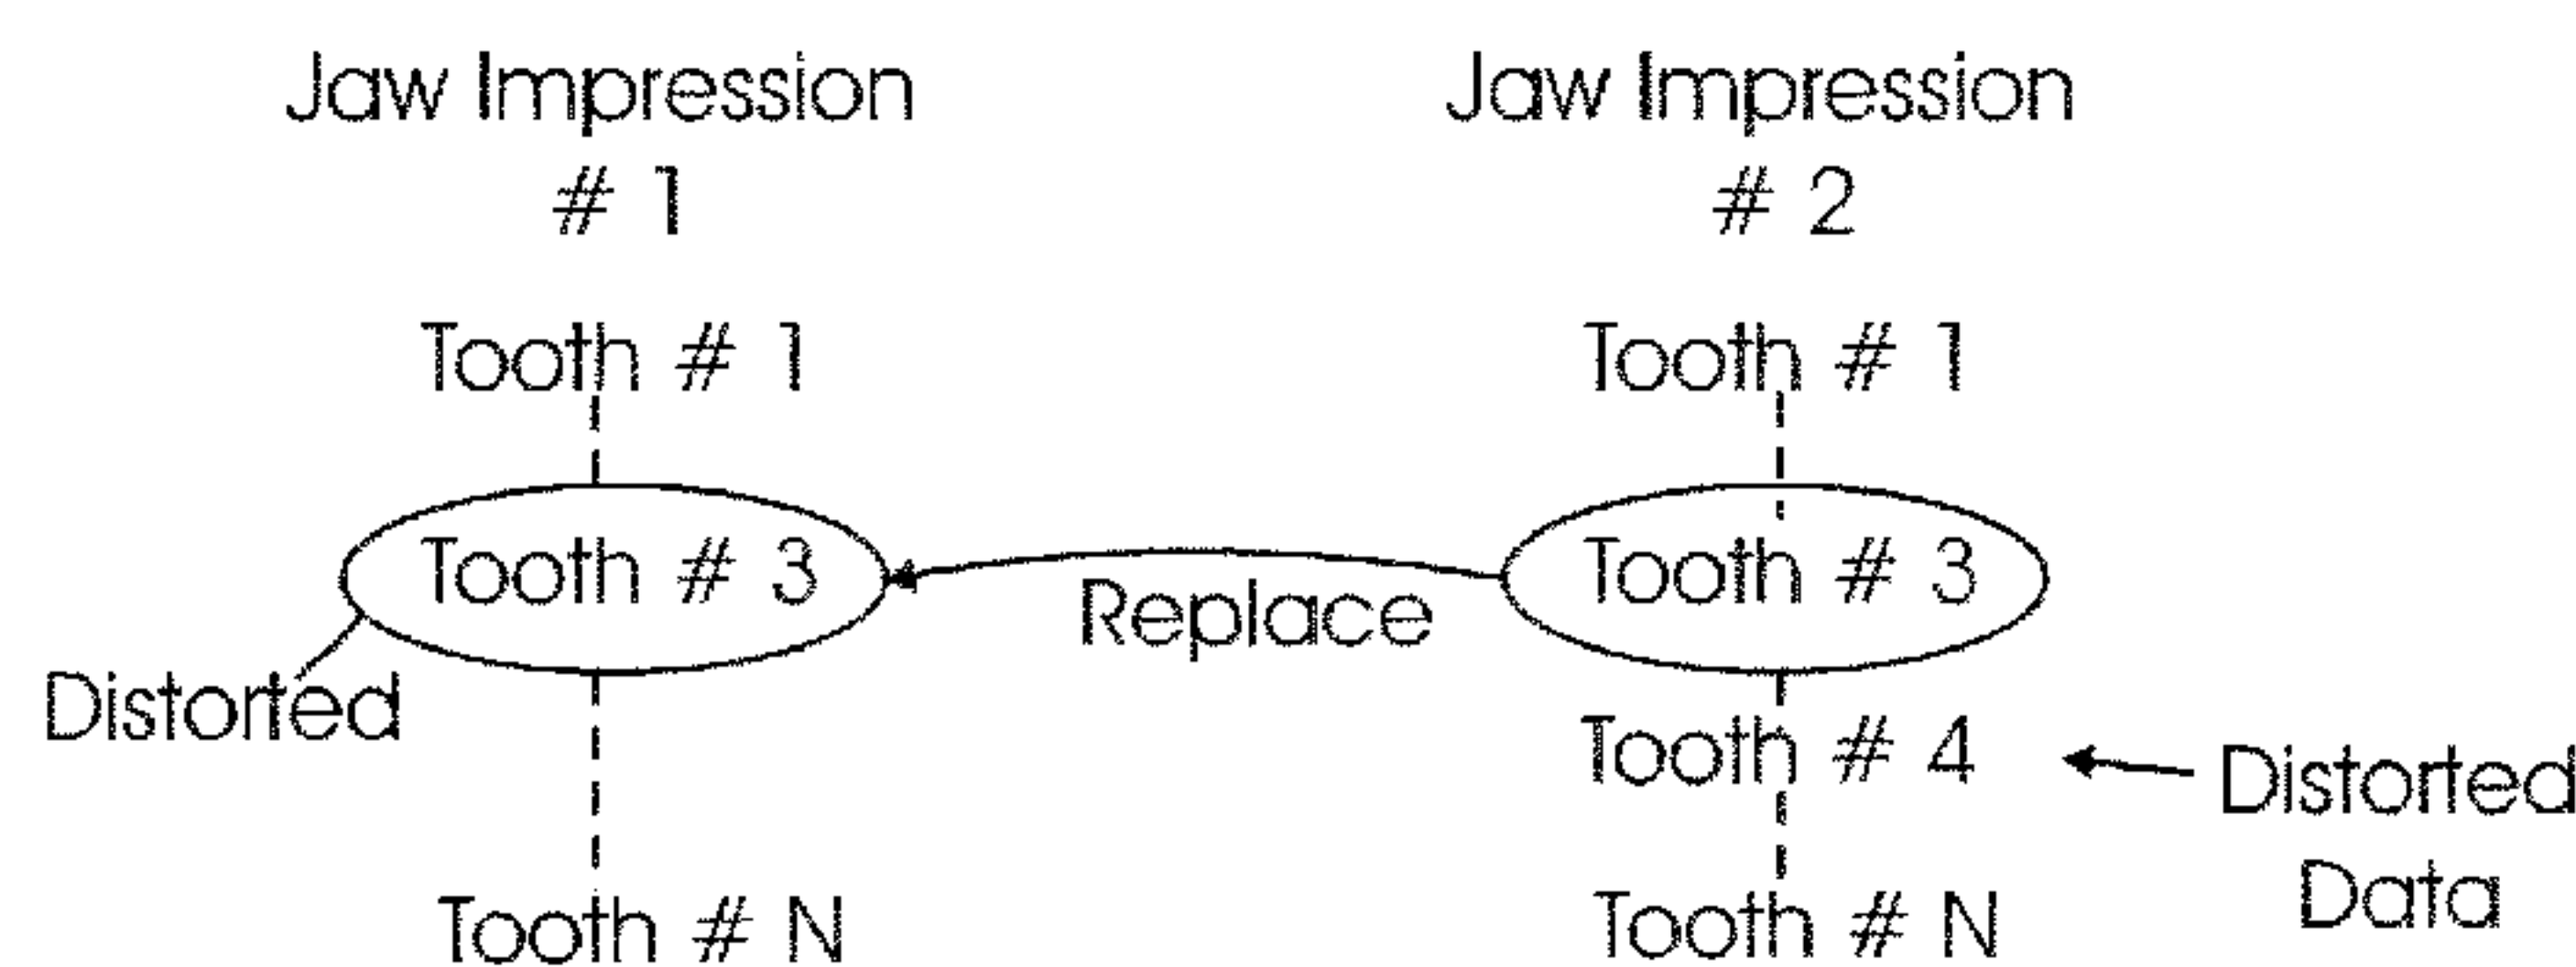 Jaw Impression
# 1
Jaw Impression
# 2
Tooth # 1
Tooth # 1
Tooth # 3
Replace
Tooth # 3
Distorted
Tooth # 4
Distorted
Data
Tooth # N
Tooth # N